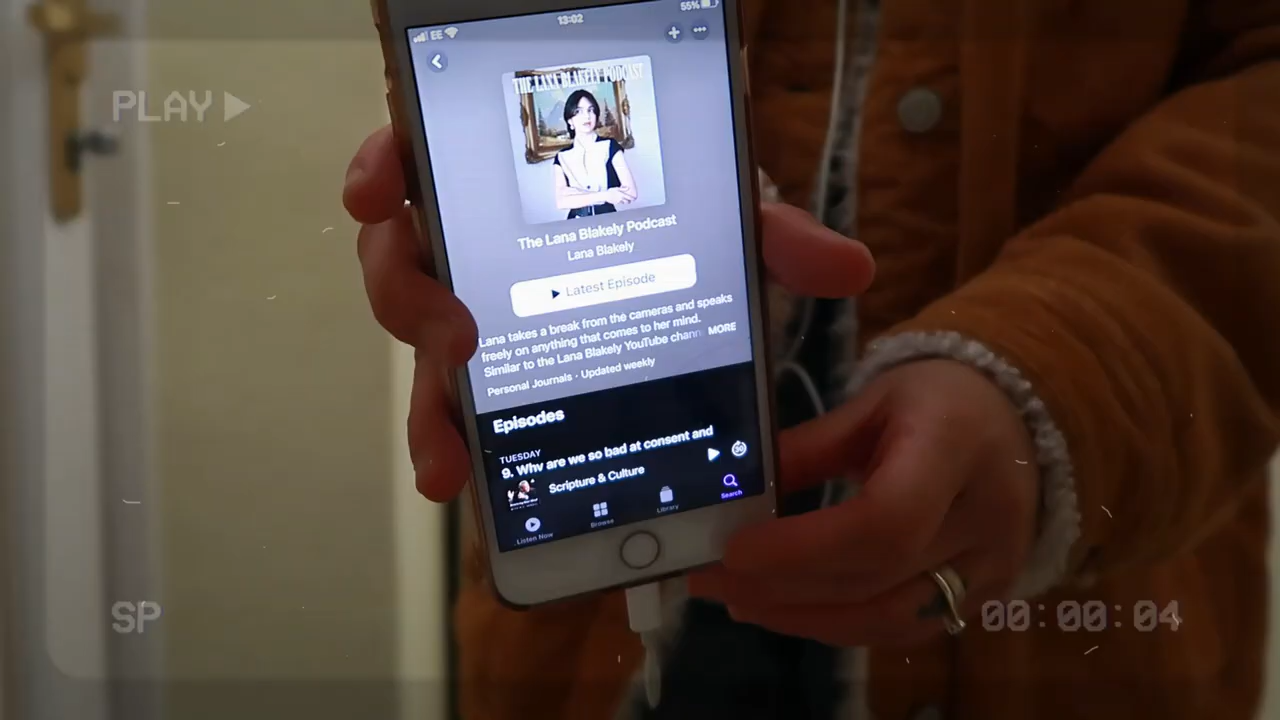 EE
13:02
55%
THE LANA BLAKELY PODCAST
The Lana Blakely Podcast
Lana Blakely
Latest Episode
Lana takes a break from the cameras and speaks
freely on anything that comes to her mind.
Similar to the Lana Blakely YouTube chann MORE
Personal Journals · Updated weekly
Episodes
TUESDAY
9. Why are we so bad at consent and
Scripture & Culture
30
Listen Now
Browse
Library
Search
PLAY
SP
00:00:04